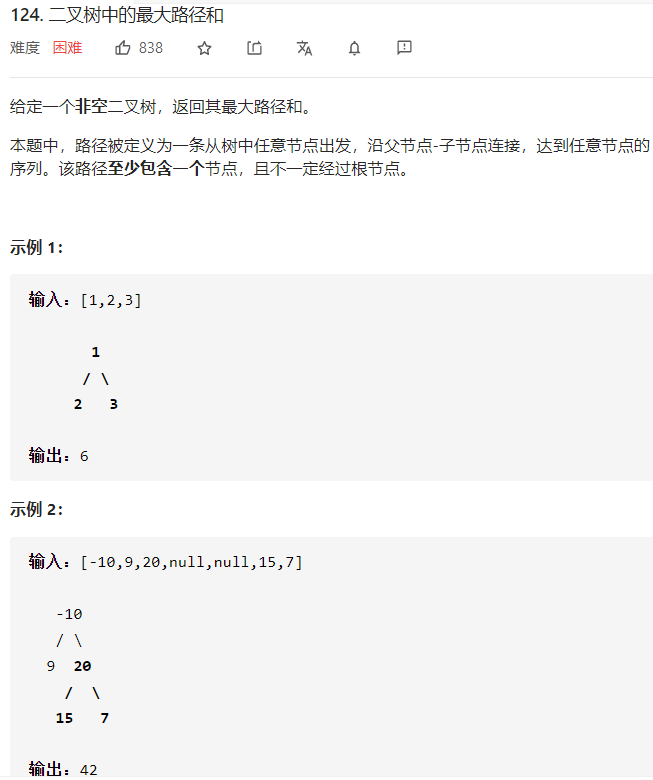 124. 二叉树中的最大路径和
难度 困难 838
给定一个非空二叉树，返回其最大路径和。
本题中，路径被定义为一条从树中任意节点出发，沿父节点-子节点连接，达到任意节点的
序列。该路径至少包含一个节点，且不一定经过根节点。
示例 1：
输入：[1,2,3]
1
/ \
2 3
输出：6
示例 2：
输入：[-10,9,20,null,null,15,7]
-10
/ \
9 20
/ \
15 7
输出：42